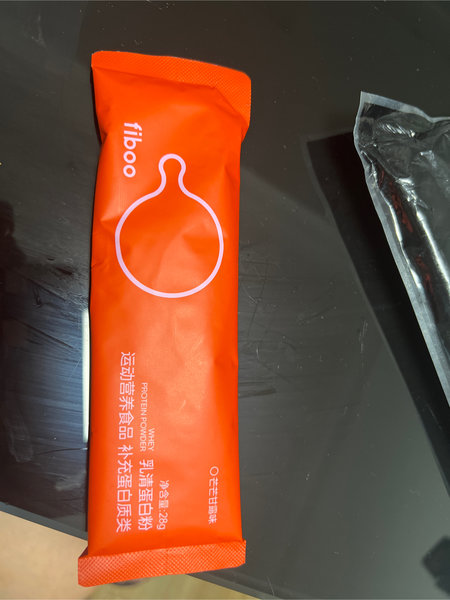 fiboo
运动营养食品 补充蛋白质类
WHEY
PROTEIN POWDER
乳清蛋白粉
净含量: 28g
芒芒甘露味